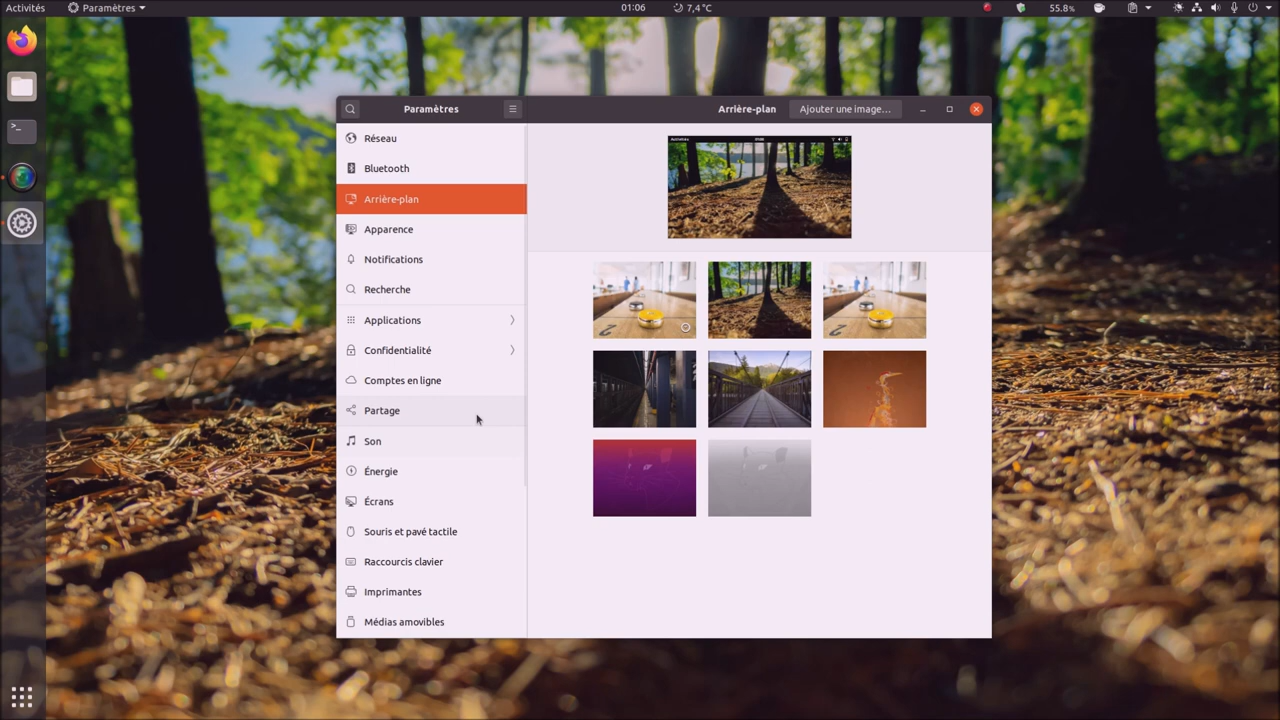 Activités
Paramètres
01:06
7,4 °C
55.8%
Paramètres
Arrière-plan
Ajouter une image…
Réseau
Bluetooth
Arrière-plan
Apparence
Notifications
Recherche
Applications
Confidentialité
Comptes en ligne
Partage
Son
Énergie
Écrans
Souris et pavé tactile
Raccourcis clavier
Imprimantes
Médias amovibles